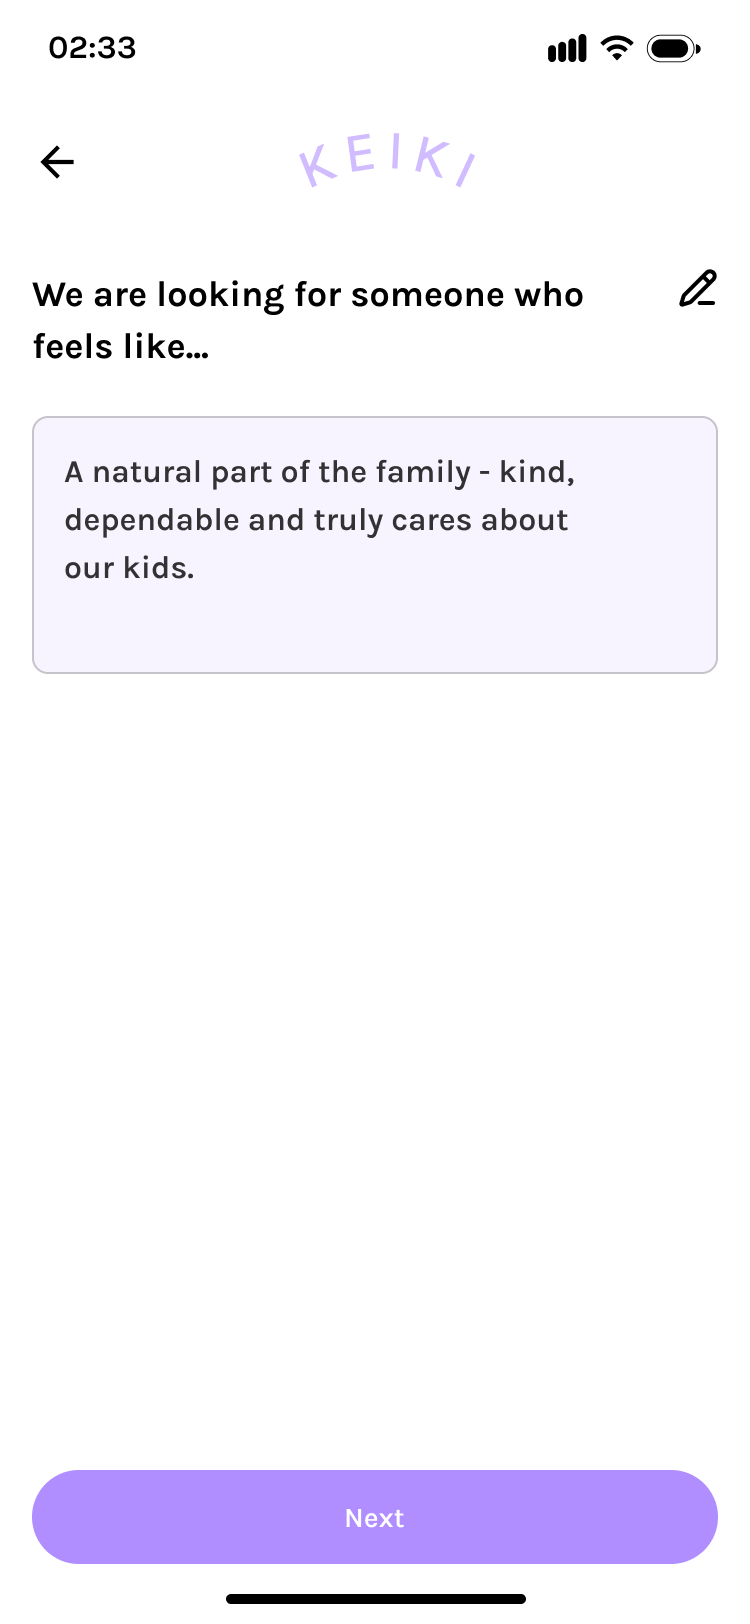 02:33
KEIKI
We are looking for someone who
feels like...
A natural part of the family - kind,
dependable and truly cares about
our kids.
Next